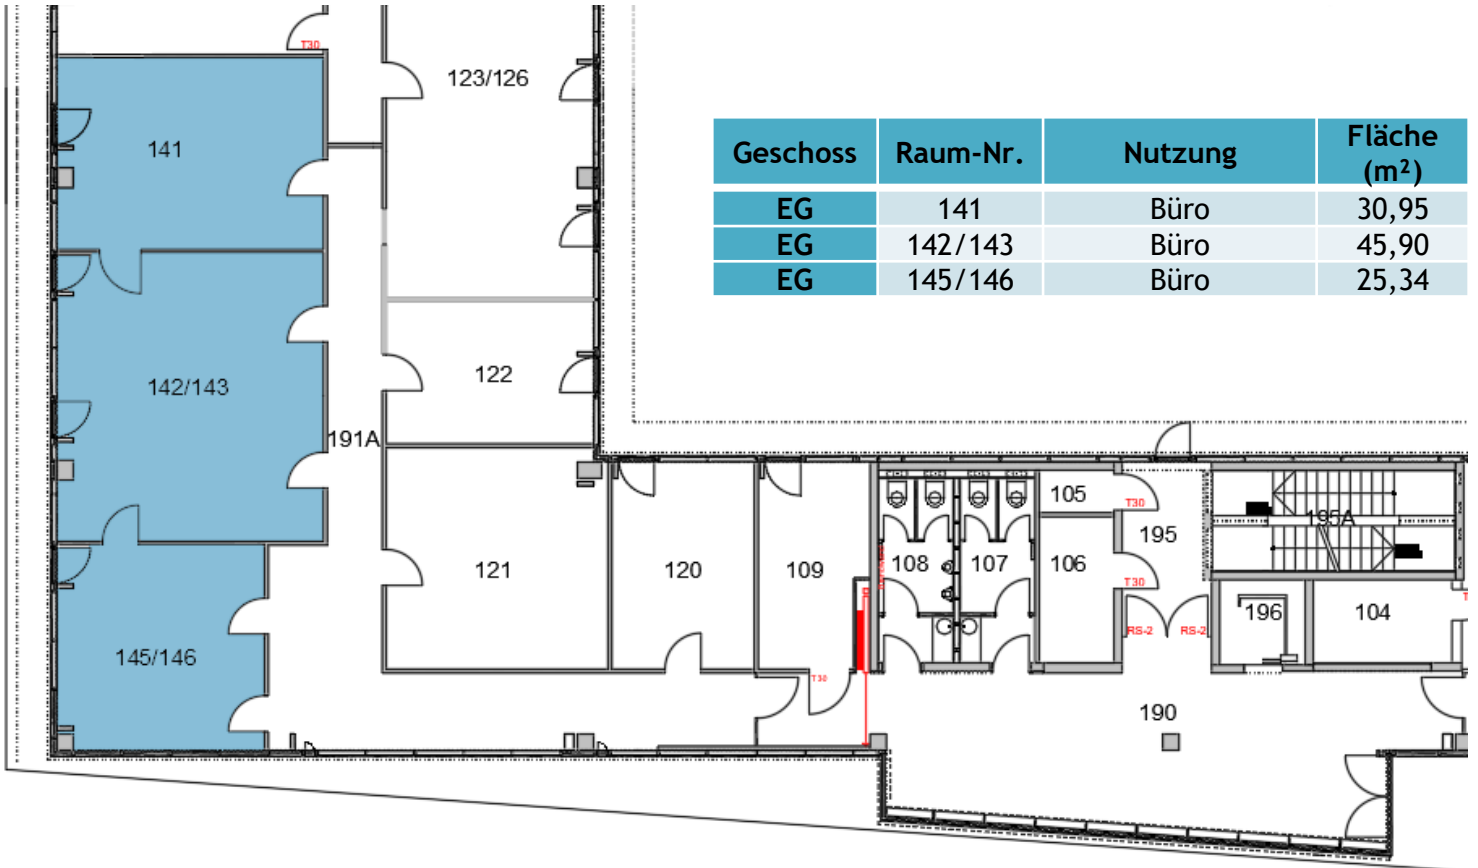 T30
123/126
141
Geschoss Raum-Nr. Nutzung Fläche (m²)
EG 141 Büro 30,95
EG 142/143 Büro 45,90
EG 145/146 Büro 25,34
122
142/143
191A
105
T30
195
195A
121
120
109
108
107
106
T30
196
104
RS-2 RS-2
145/146
T30
190